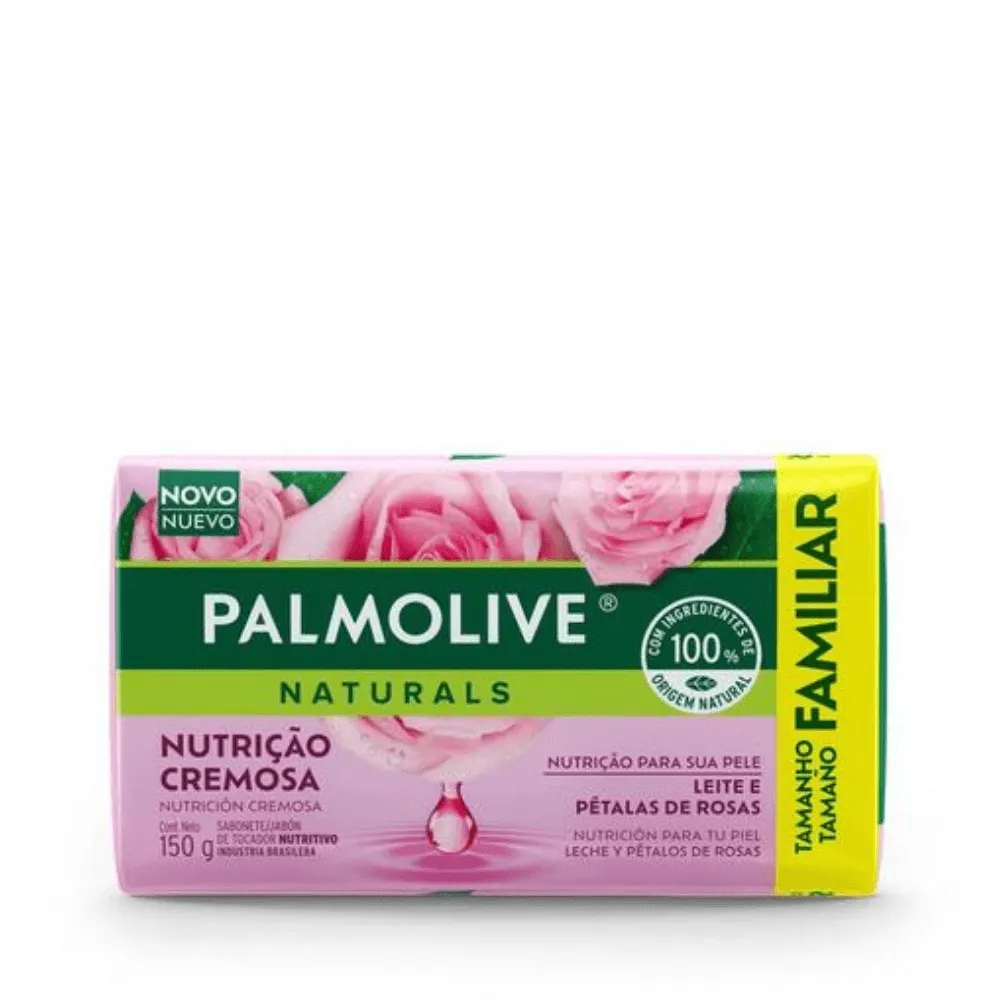 NOVO
NUEVO
PALMOLIVE®
NATURALS
COM INGREDIENTES DE
100%
ORIGEM NATURAL
NUTRIÇÃO
CREMOSA
NUTRICIÓN CREMOSA
Cont. Neto
150 g
SABONETE/JABÓN
DE TOCADOR NUTRITIVO
INDUSTRIA BRASILEÑA
NUTRIÇÃO PARA SUA PELE
LEITE E
PÉTALAS DE ROSAS
NUTRICIÓN PARA TU PIEL
LECHE Y PÉTALOS DE ROSAS
TAMANHO
TAMAÑO
FAMILIAR